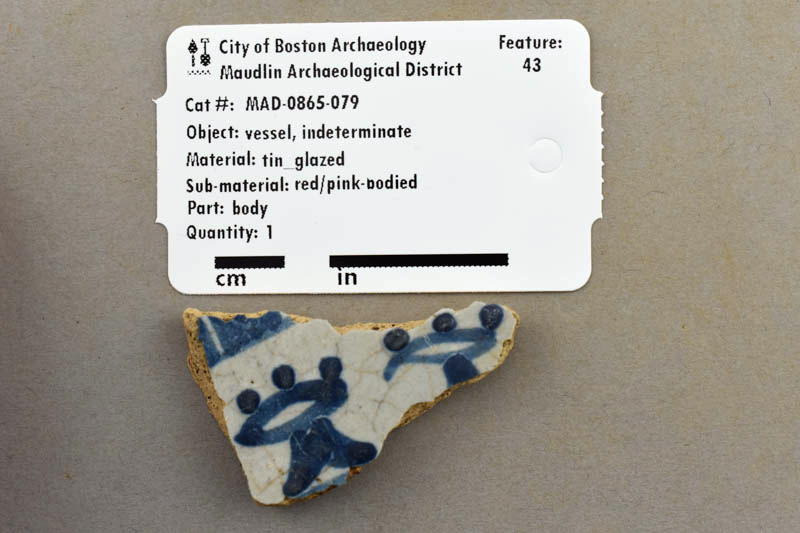 City of Boston Archaeology
Maudlin Archaeological District
Feature:
43
Cat #: MAD-0865-079
Object: vessel, indeterminate
Material: tin_glazed
Sub-material: red/pink-bodied
Part: body
Quantity: 1
cm
in